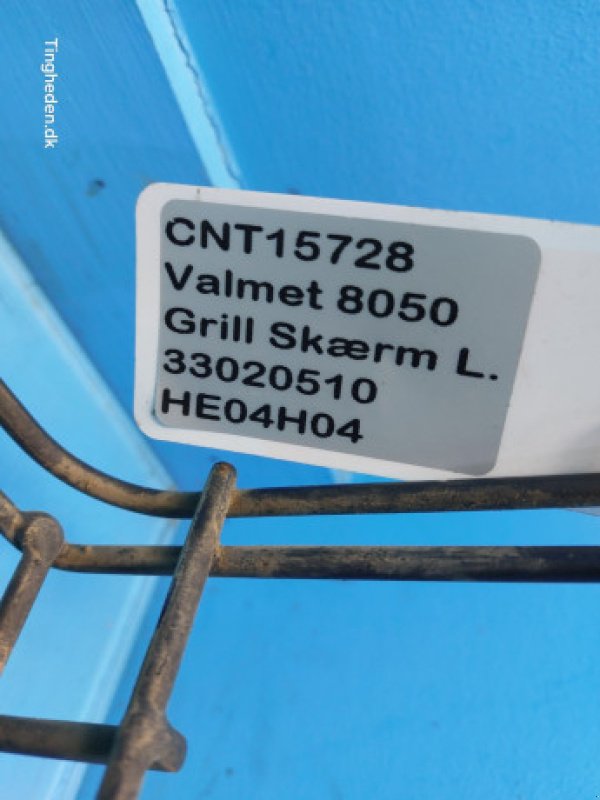 Tingheden.dk
CNT15728
Valmet 8050
Grill Skærm L.
33020510
HE04H04